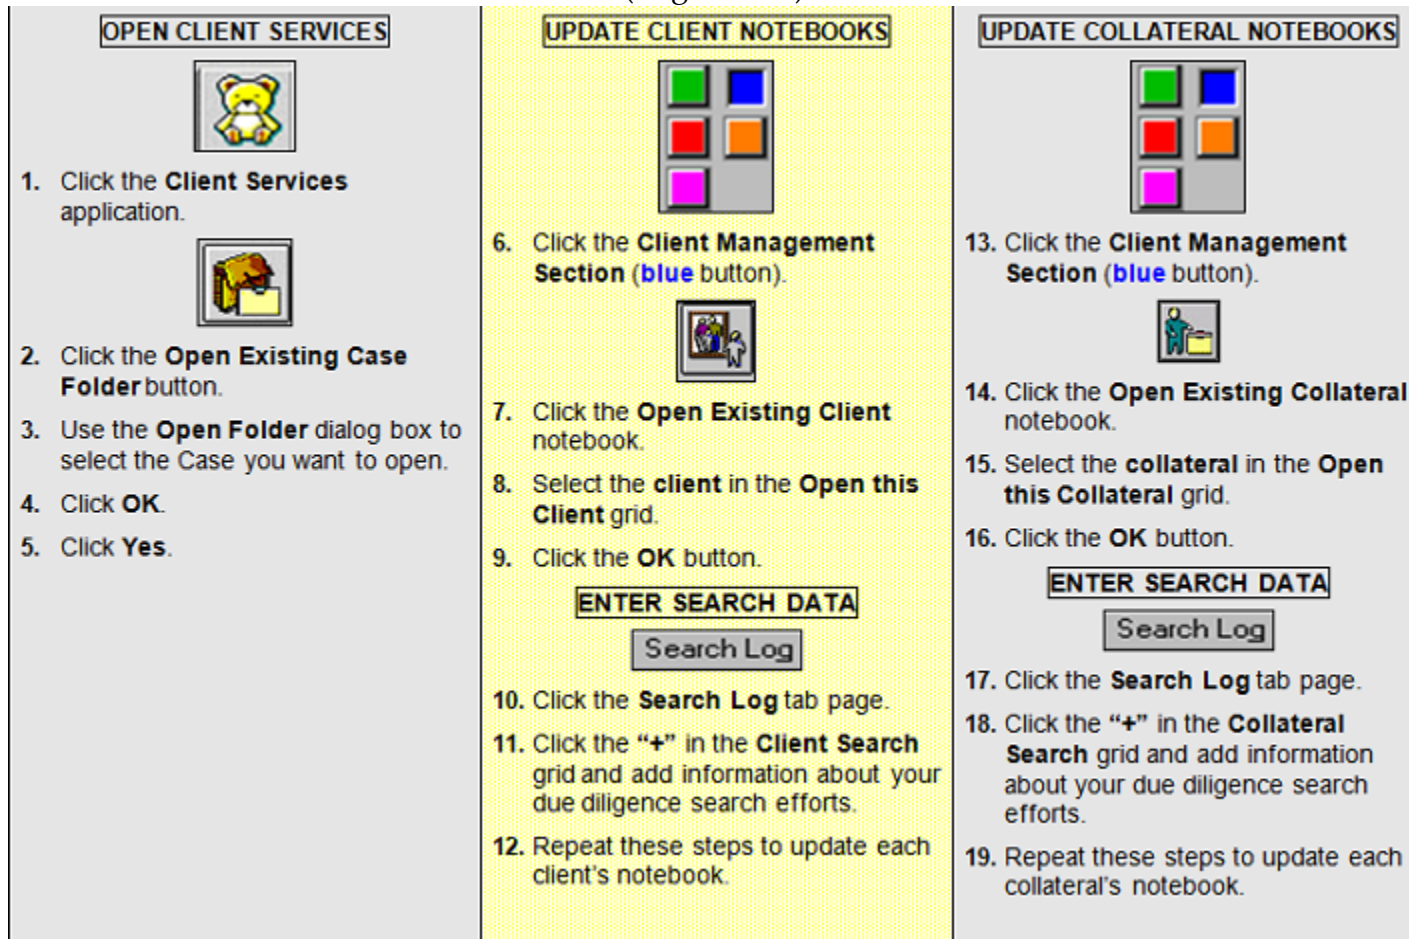 OPEN CLIENT SERVICES
1. Click the Client Services
application.
2. Click the Open Existing Case
Folder button.
3. Use the Open Folder dialog box to
select the Case you want to open.
4. Click OK.
5. Click Yes.
UPDATE CLIENT NOTEBOOKS
6. Click the Client Management
Section (blue button).
7. Click the Open Existing Client
notebook.
8. Select the client in the Open this
Client grid.
9. Click the OK button.
ENTER SEARCH DATA
Search Log
10. Click the Search Log tab page.
11. Click the “+” in the Client Search
grid and add information about your
due diligence search efforts.
12. Repeat these steps to update each
client’s notebook.
UPDATE COLLATERAL NOTEBOOKS
13. Click the Client Management
Section (blue button).
14. Click the Open Existing Collateral
notebook.
15. Select the collateral in the Open
this Collateral grid.
16. Click the OK button.
ENTER SEARCH DATA
Search Log
17. Click the Search Log tab page.
18. Click the “+” in the Collateral
Search grid and add information
about your due diligence search
efforts.
19. Repeat these steps to update each
collateral’s notebook.